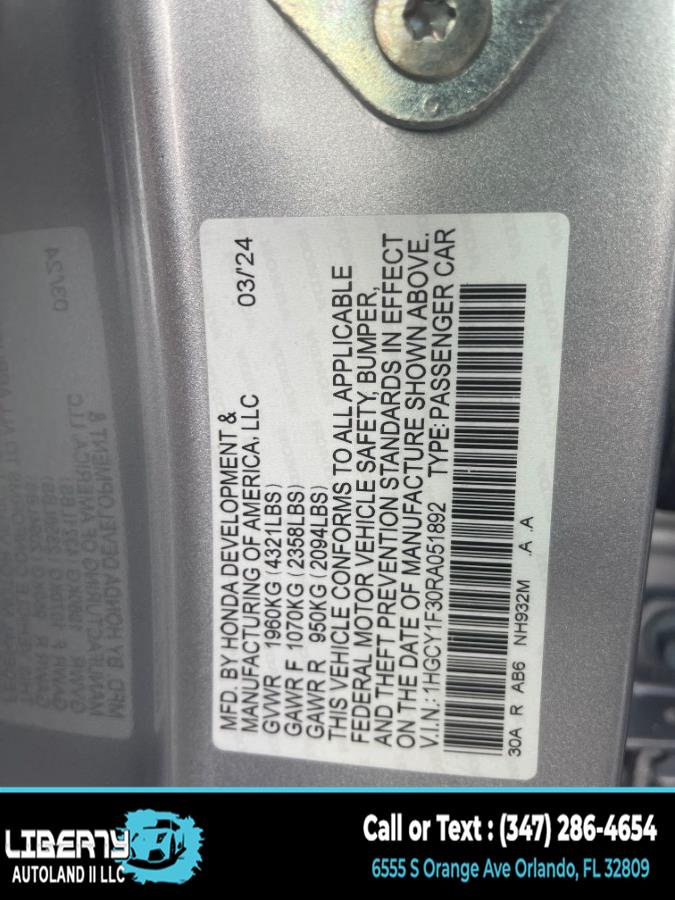 MFD. BY HONDA DEVELOPMENT & 03/'24
MANUFACTURING OF AMERICA, LLC
GVWR 1960KG (4321LBS)
GAWR F 1070KG (2358LBS)
GAWR R 950KG (2094LBS)
THIS VEHICLE CONFORMS TO ALL APPLICABLE
FEDERAL MOTOR VEHICLE SAFETY, BUMPER,
AND THEFT PREVENTION STANDARDS IN EFFECT
ON THE DATE OF MANUFACTURE SHOWN ABOVE.
V.I.N.: 1HGCY1F30RA051892 TYPE: PASSENGER CAR
30A R AB6 NH932M .A .A
LIBERTY
AUTOLAND II LLC
Call or Text : (347) 286-4654
6555 S Orange Ave Orlando, FL 32809